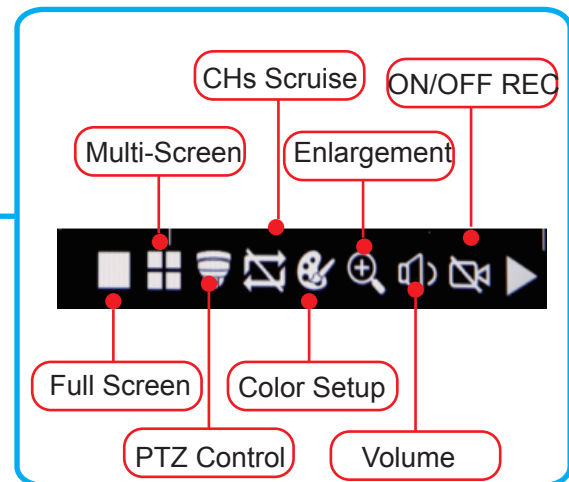 CHs Scruise
ON/OFF REC
Multi-Screen
Enlargement
Full Screen
Color Setup
PTZ Control
Volume